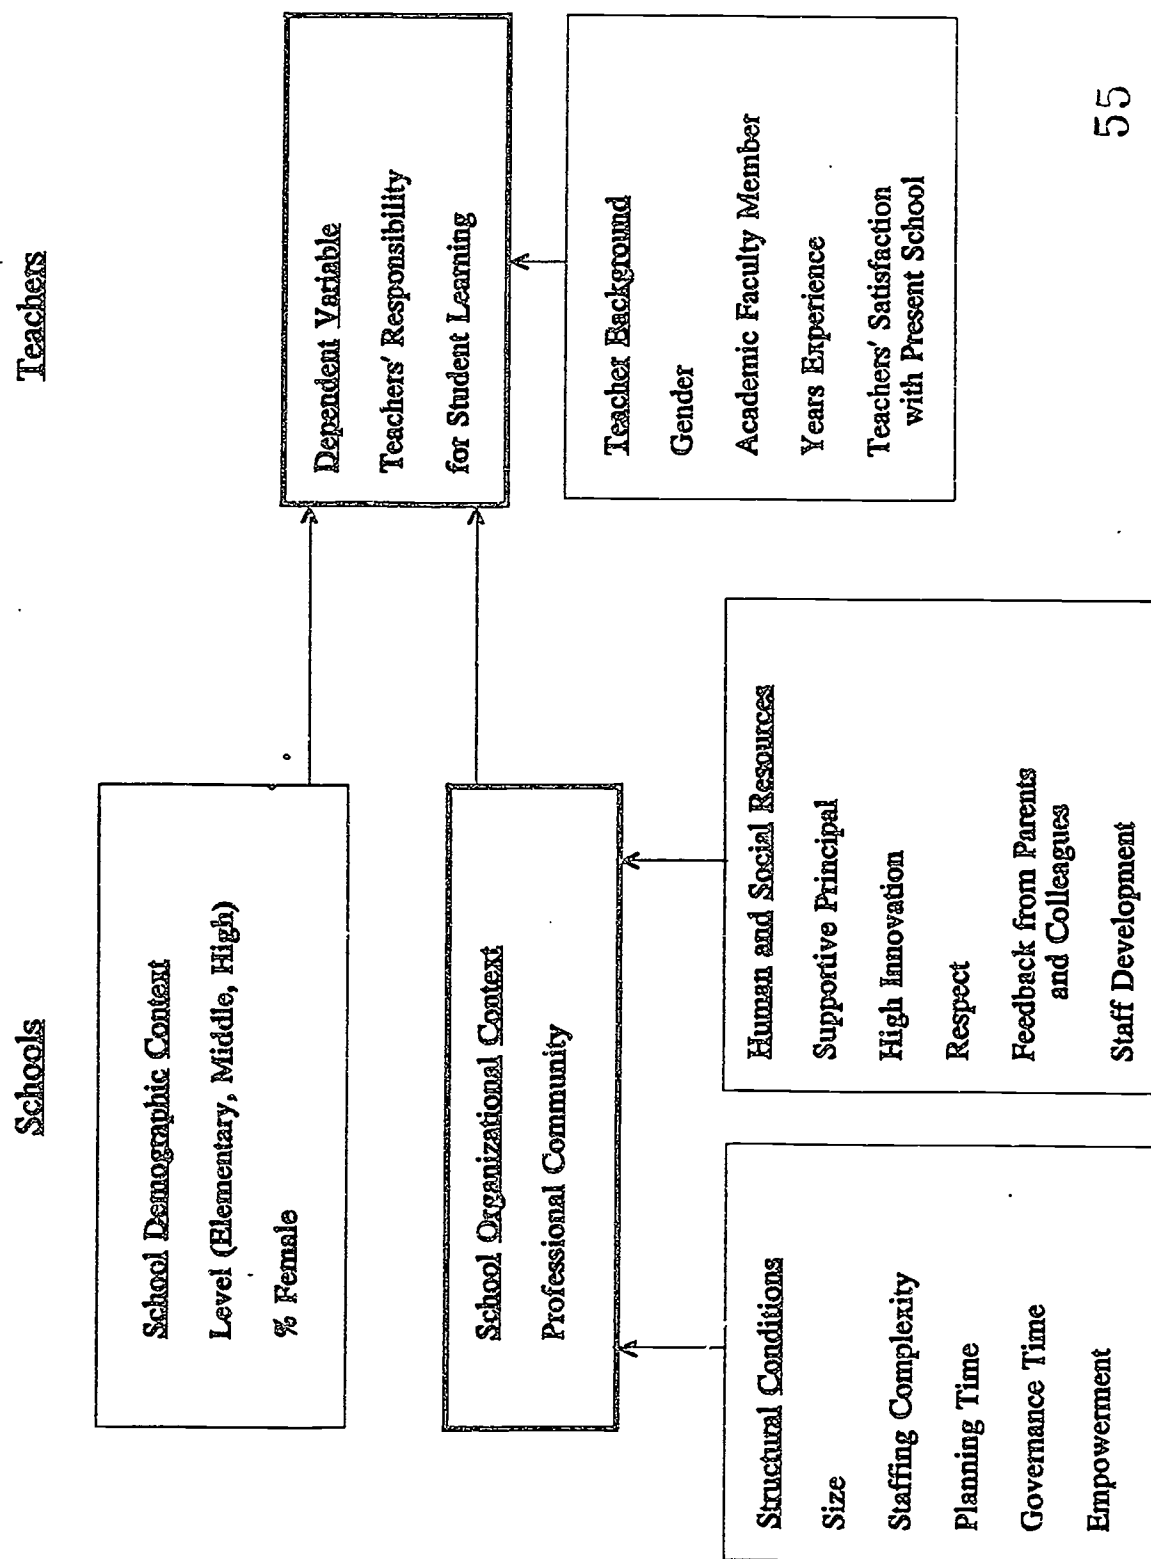 Schools
Teachers
School Demographic Context
Level (Elementary, Middle, High)
% Female
Dependent Variable
Teachers' Responsibility
for Student Learning
School Organizational Context
Professional Community
Teacher Background
Gender
Academic Faculty Member
Years Experience
Teachers' Satisfaction
with Present School
Structural Conditions
Size
Staffing Complexity
Planning Time
Governance Time
Empowerment
Human and Social Resources
Supportive Principal
High Innovation
Respect
Feedback from Parents
and Colleagues
Staff Development
55